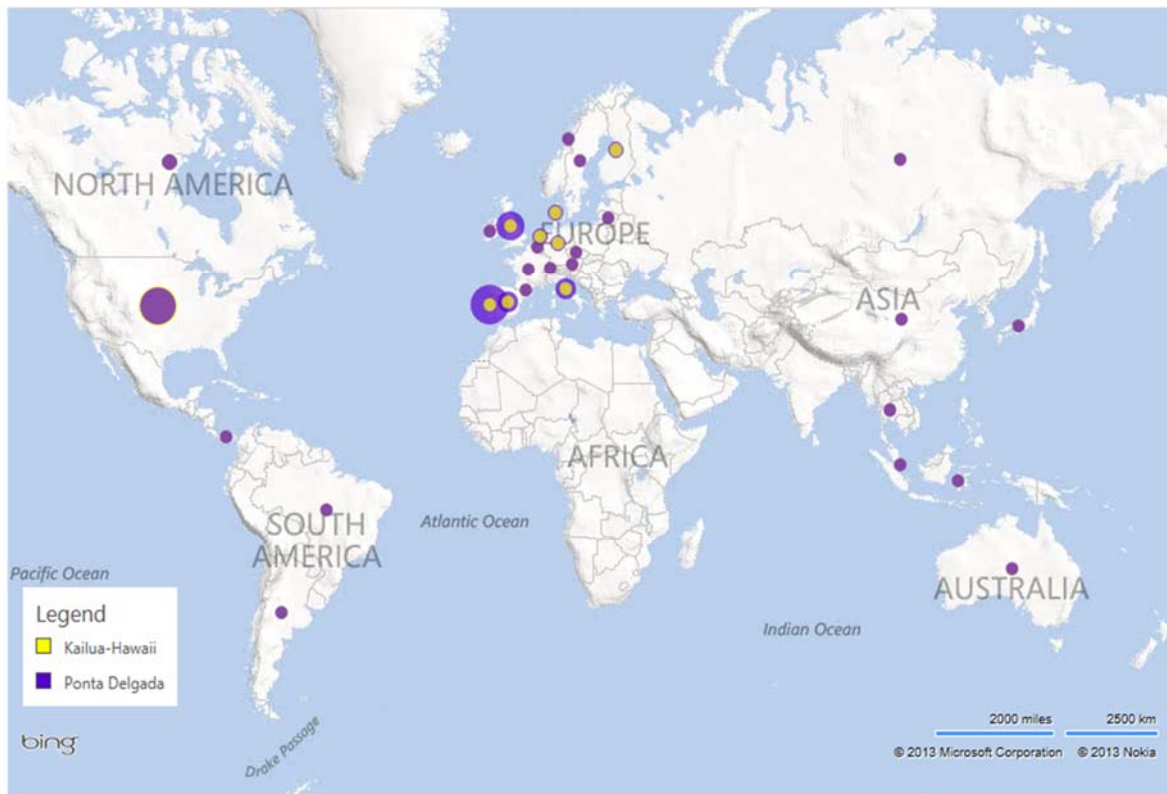 NORTH AMERICA
EUROPE
ASIA
AFRICA
Atlantic Ocean
SOUTH
AMERICA
Pacific Ocean
AUSTRALIA
Indian Ocean
Legend
Kailua-Hawaii
Ponta Delgada
2000 miles 2500 km
bing
Drake Passage
© 2013 Microsoft Corporation © 2013 Nokia